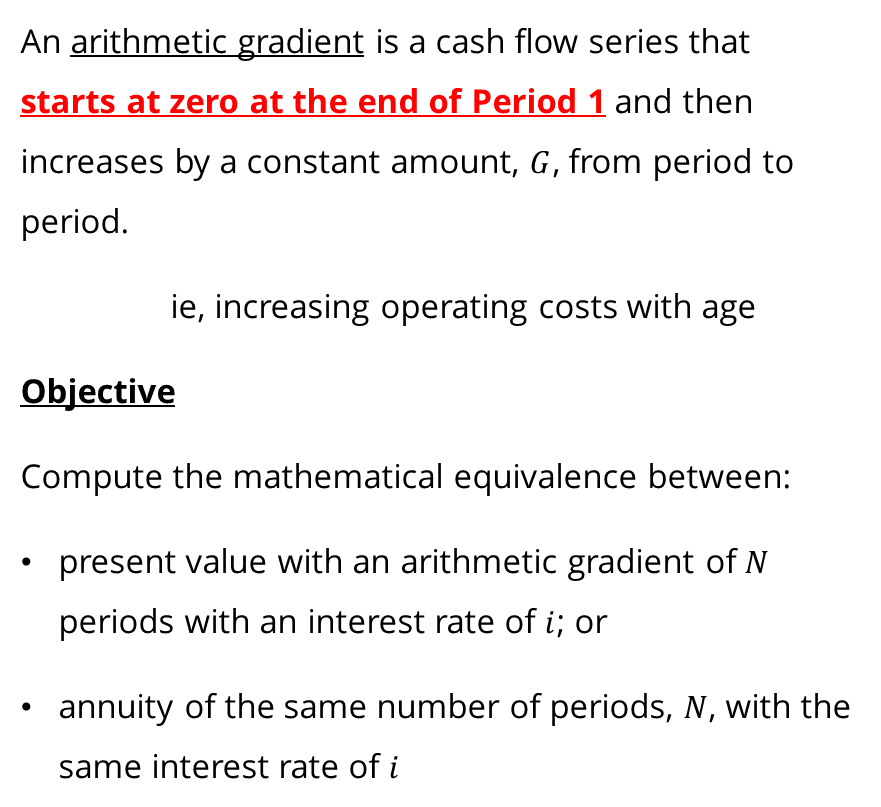 An arithmetic gradient is a cash flow series that
starts at zero at the end of Period 1 and then
increases by a constant amount, G, from period to
period.
ie, increasing operating costs with age
Objective
Compute the mathematical equivalence between:
• present value with an arithmetic gradient of N
periods with an interest rate of i; or
• annuity of the same number of periods, N, with the
same interest rate of i